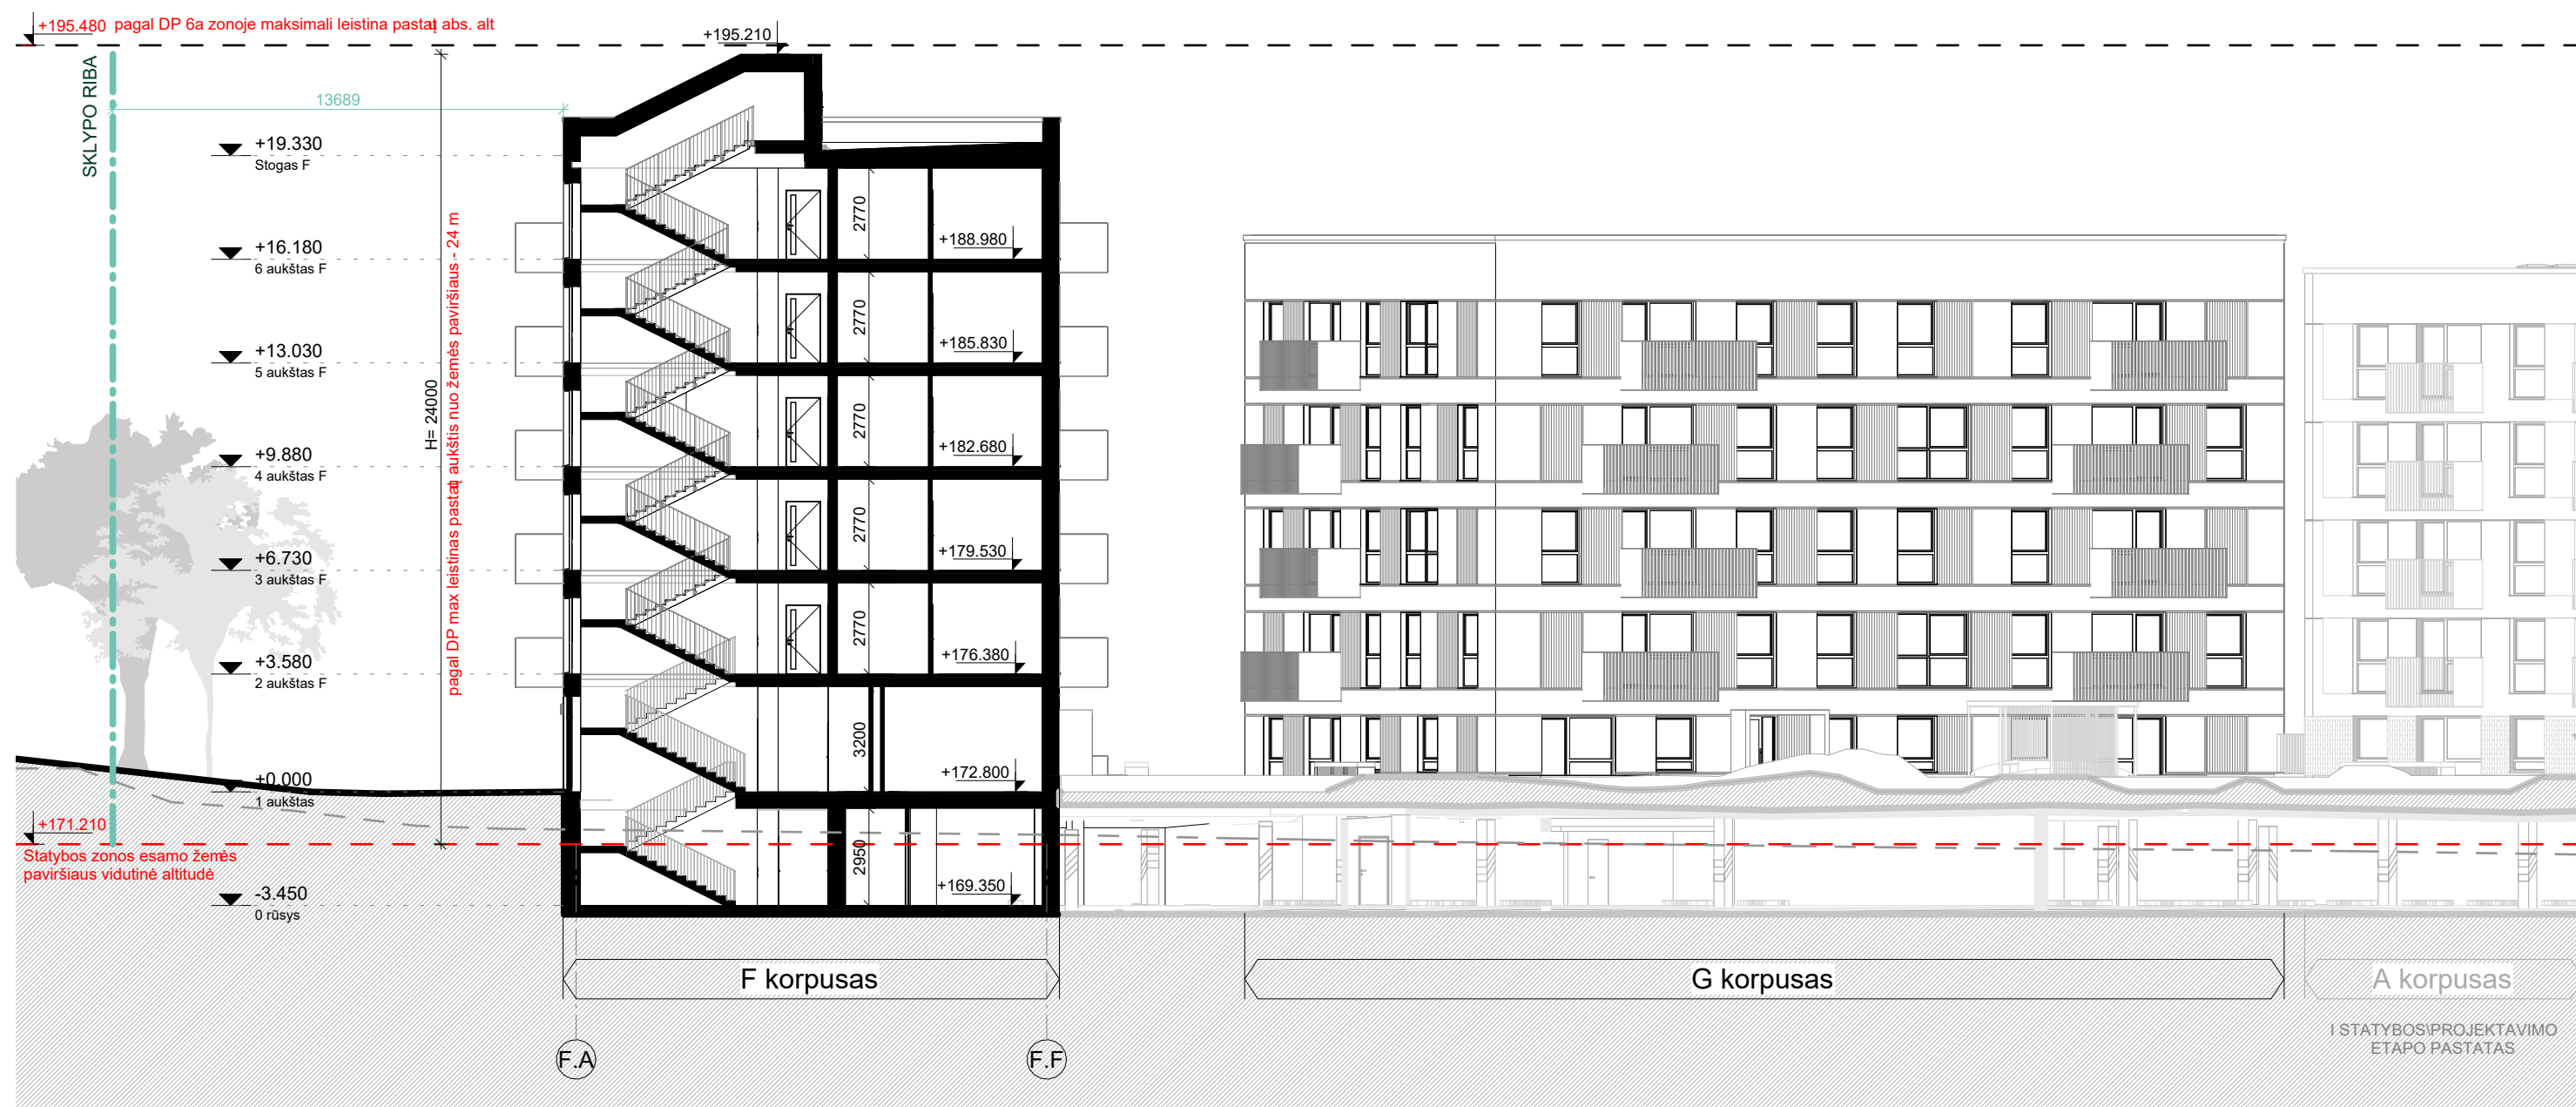 +195.480 pagal DP 6a zonoje maksimali leistina pastatų abs. alt
+195.210
SKLYPO RIBA
13689
+19.330
Stogas F
+16.180
6 aukštas F
+13.030
5 aukštas F
+9.880
4 aukštas F
+6.730
3 aukštas F
+3.580
2 aukštas F
+0.000
1 aukštas
+171.210
Statybos zonos esamo žemės
paviršiaus vidutinė altitudė
-3.450
0 rūsys
H= 24000
pagal DP max leistinas pastatų aukštis nuo žemės paviršiaus - 24 m
2770
+188.980
2770
+185.830
2770
+182.680
2770
+179.530
2770
+176.380
3200
+172.800
2950
+169.350
F korpusas
G korpusas
A korpusas
I STATYBOS\PROJEKTAVIMO
ETAPO PASTATAS
F.A
F.F